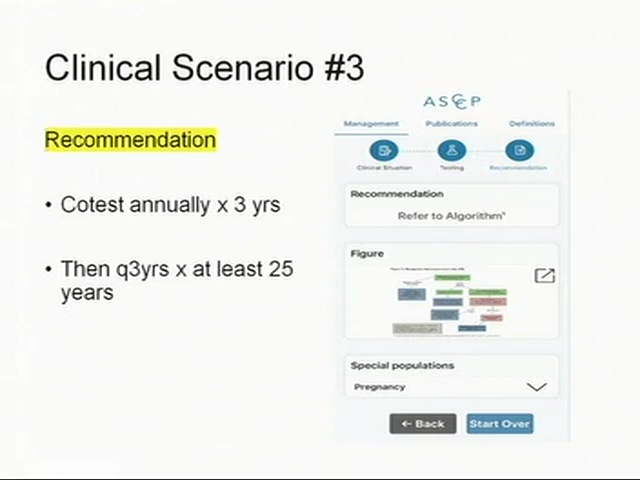 Clinical Scenario #3
Recommendation
• Cotest annually x 3 yrs
• Then q3yrs x at least 25
years
ASCCP
Management Publications Definitions
Clinical Situation Testing Recommendation
Recommendation
Refer to Algorithm*
Figure
Special populations
Pregnancy
← Back Start Over